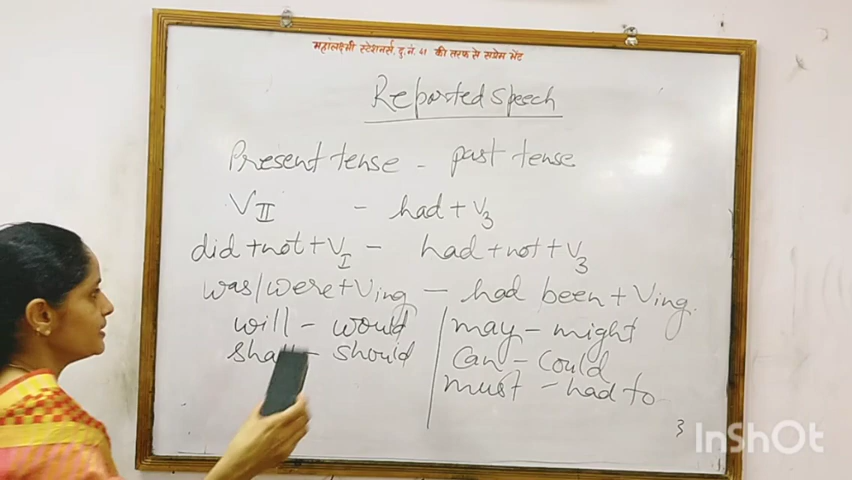 महालक्ष्मी स्टेशनर्स, दु. नं. 41 की तरफ से सप्रेम भेंट
Reported speech
Present tense - past tense
VII - had + V3
did + not + VI - had + not + V3
was/were + Ving - had been + Ving
will - would
shall - should
may - might
Can - Could
must - had to
3
InShOt